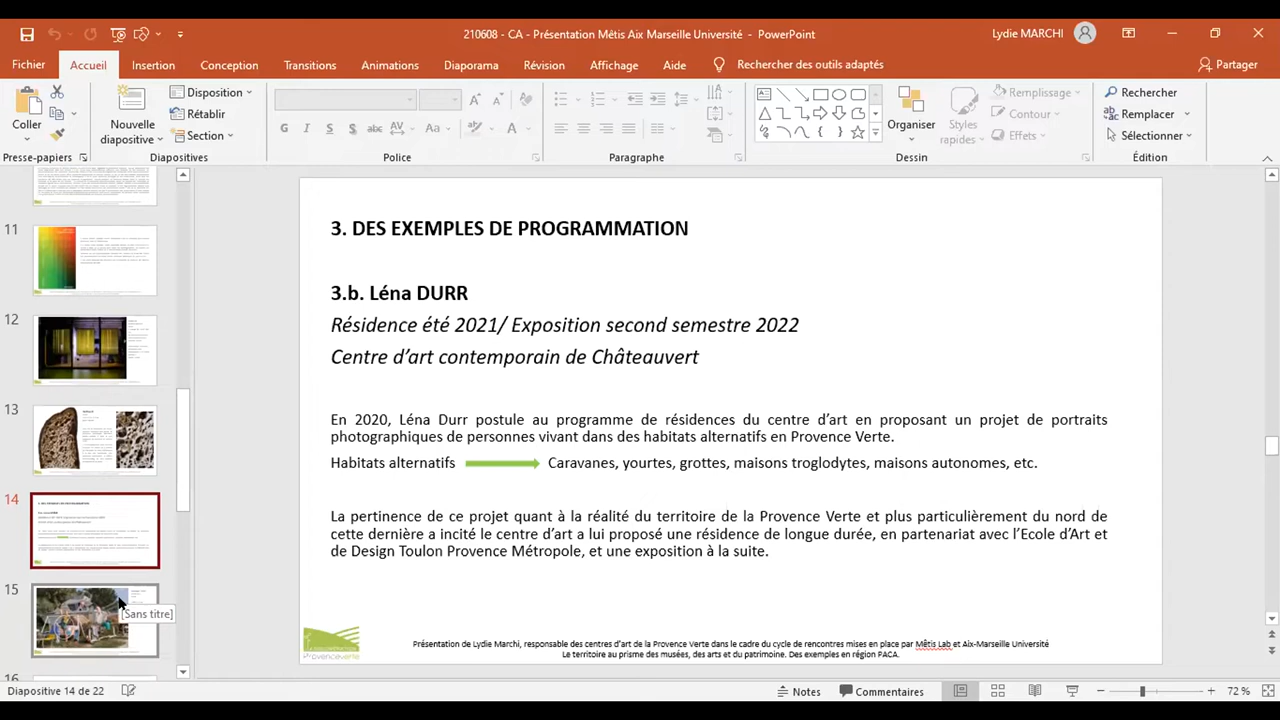 210608 - CA - Présentation Mêtis Aix Marseille Université - PowerPoint
Lydie MARCHI
Fichier
Accueil
Insertion
Conception
Transitions
Animations
Diaporama
Révision
Affichage
Aide
Rechercher des outils adaptés
Partager
Coller
Nouvelle
diapositive
Disposition
Rétablir
Section
Remplissage
Contour
Effets
Organiser
Styles
rapides
Rechercher
Remplacer
Sélectionner
Presse-papiers
Diapositives
Police
Paragraphe
Dessin
Édition
11
12
13
14
15
16
[Sans titre]
3. DES EXEMPLES DE PROGRAMMATION
3.b. Léna DURR
Résidence été 2021/ Exposition second semestre 2022
Centre d'art contemporain de Châteauvert
En 2020, Léna Durr postule au programme de résidences du centre d'art en proposant un projet de portraits
photographiques de personnes vivant dans des habitats alternatifs en Provence Verte.
Habitats alternatifs Caravanes, yourtes, grottes, maisons troglodytes, maisons autonomes, etc.
La pertinence de ce projet quant à la réalité du territoire de la Provence Verte et plus particulièrement du nord de
cette dernière a incité le centre d'art a lui proposé une résidence de longue durée, en partenariat avec l'Ecole d'Art et
de Design Toulon Provence Métropole, et une exposition à la suite.
Provenceverte
Présentation de Lydie Marchi, responsable des centres d'art de la Provence Verte dans le cadre du cycle de rencontres mises en place par Mêtis Lab et Aix-Marseille Université
Le territoire au prisme des musées, des arts et du patrimoine. Des exemples en région PACA.
Diapositive 14 de 22
Notes
Commentaires
72 %